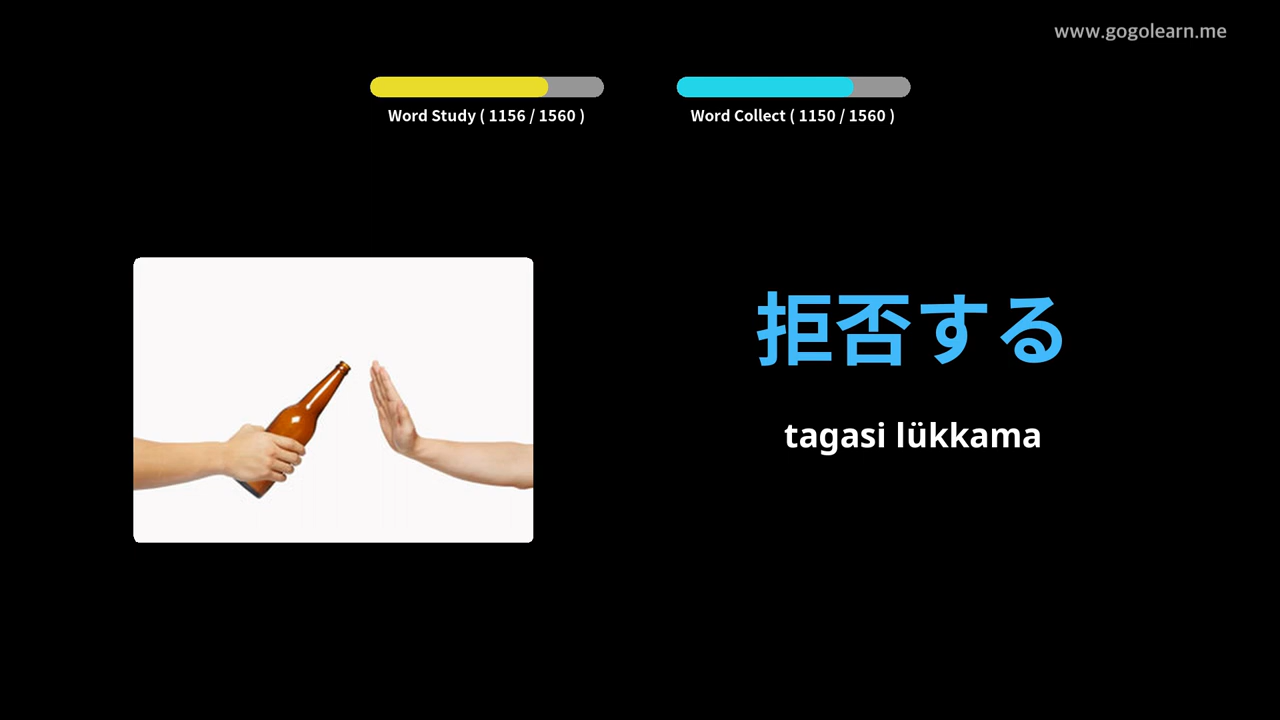 www.gogolearn.me
Word Study ( 1156 / 1560 )
Word Collect ( 1150 / 1560 )
拒否する
tagasi lükkama